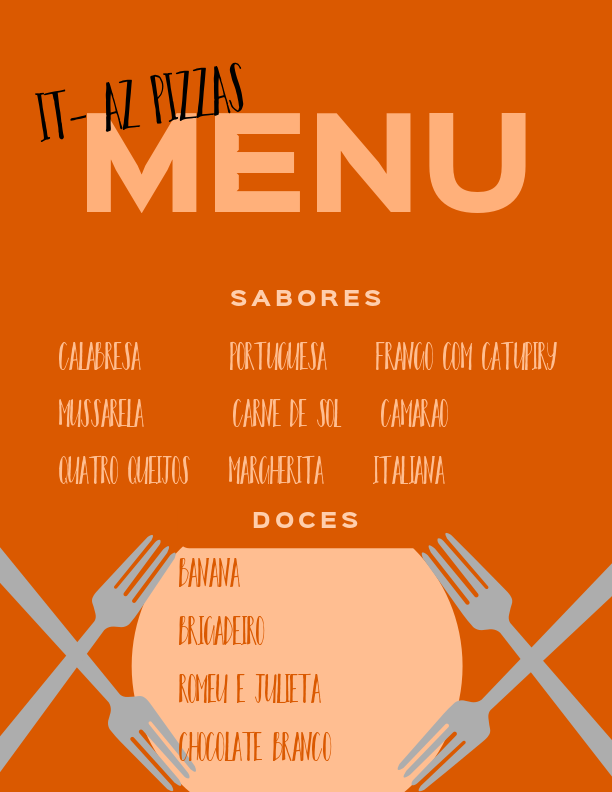 IT- AZ PIZZAS
MENU
SABORES
CALABRESA PORTUGUESA FRANGO COM CATUPIRY
MUSSARELA CARNE DE SOL CAMARAO
QUATRO QUEIJOS MARGHERITA ITALIANA
DOCES
BANANA
BRIGADEIRO
ROMEU E JULIETA
CHOCOLATE BRANCO